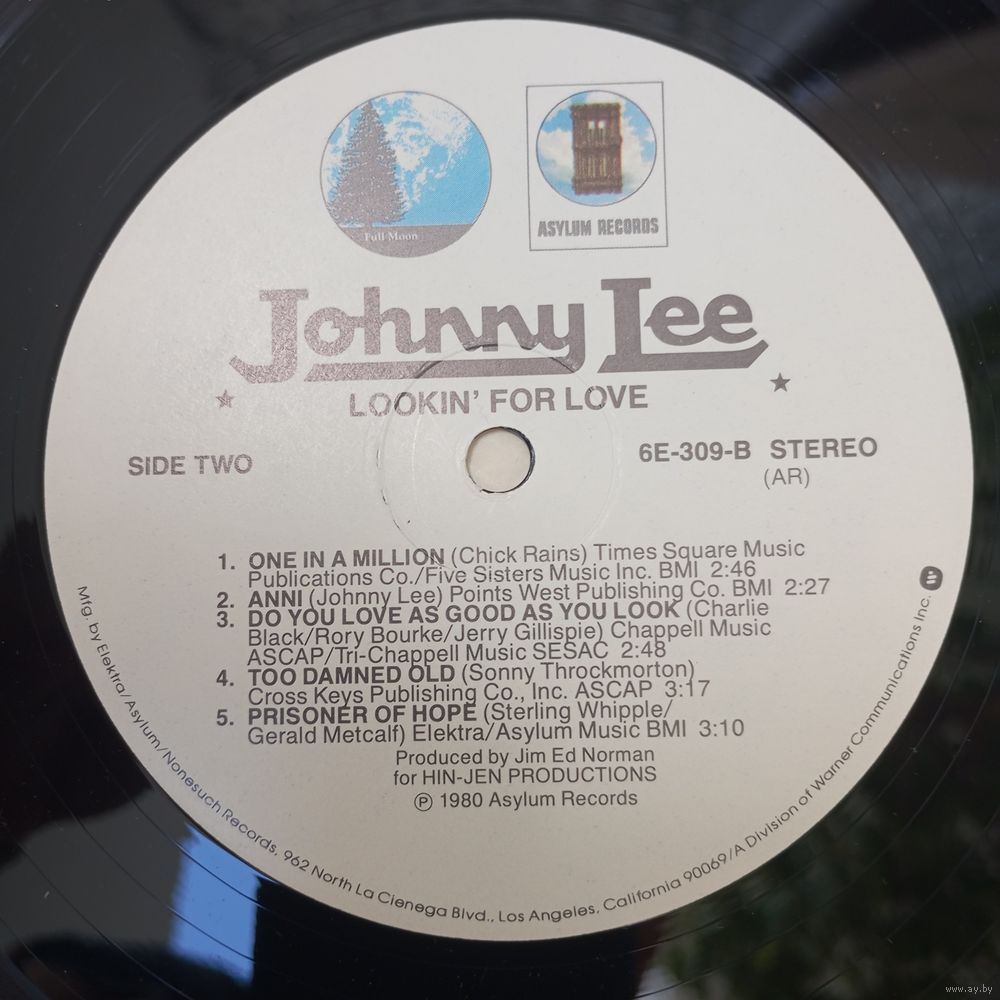 Full Moon
ASYLUM RECORDS
Johnny Lee
LOOKIN' FOR LOVE
SIDE TWO
6E-309-B STEREO
(AR)
1. ONE IN A MILLION (Chick Rains) Times Square Music
Publications Co./Five Sisters Music Inc. BMI 2:46
2. ANNI (Johnny Lee) Points West Publishing Co. BMI 2:27
3. DO YOU LOVE AS GOOD AS YOU LOOK (Charlie
Black/Rory Bourke/Jerry Gillispie) Chappell Music
ASCAP/Tri-Chappell Music SESAC 2:48
4. TOO DAMNED OLD (Sonny Throckmorton)
Cross Keys Publishing Co., Inc. ASCAP 3:17
5. PRISONER OF HOPE (Sterling Whipple/
Gerald Metcalf) Elektra/Asylum Music BMI 3:10
Produced by Jim Ed Norman
for HIN-JEN PRODUCTIONS
℗ 1980 Asylum Records
Mfg. by Elektra/Asylum/Nonesuch Records, 962 North La Cienega Blvd., Los Angeles, California 90069/A Division of Warner Communications Inc.
www.ay.by